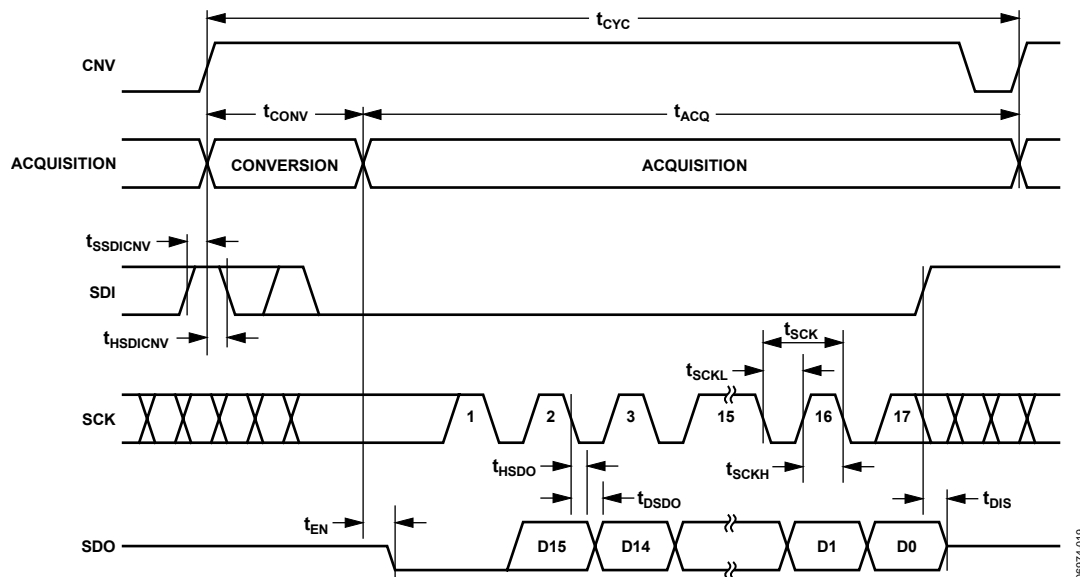 tCYC
CNV
tCONV
tACQ
ACQUISITION
CONVERSION
ACQUISITION
tSSDICNV
SDI
tHSDICNV
tSCK
tSCKL
SCK
1
2
3
15
16
17
tHSDO
tSCKH
tDSDO
tDIS
tEN
SDO
D15
D14
D1
D0